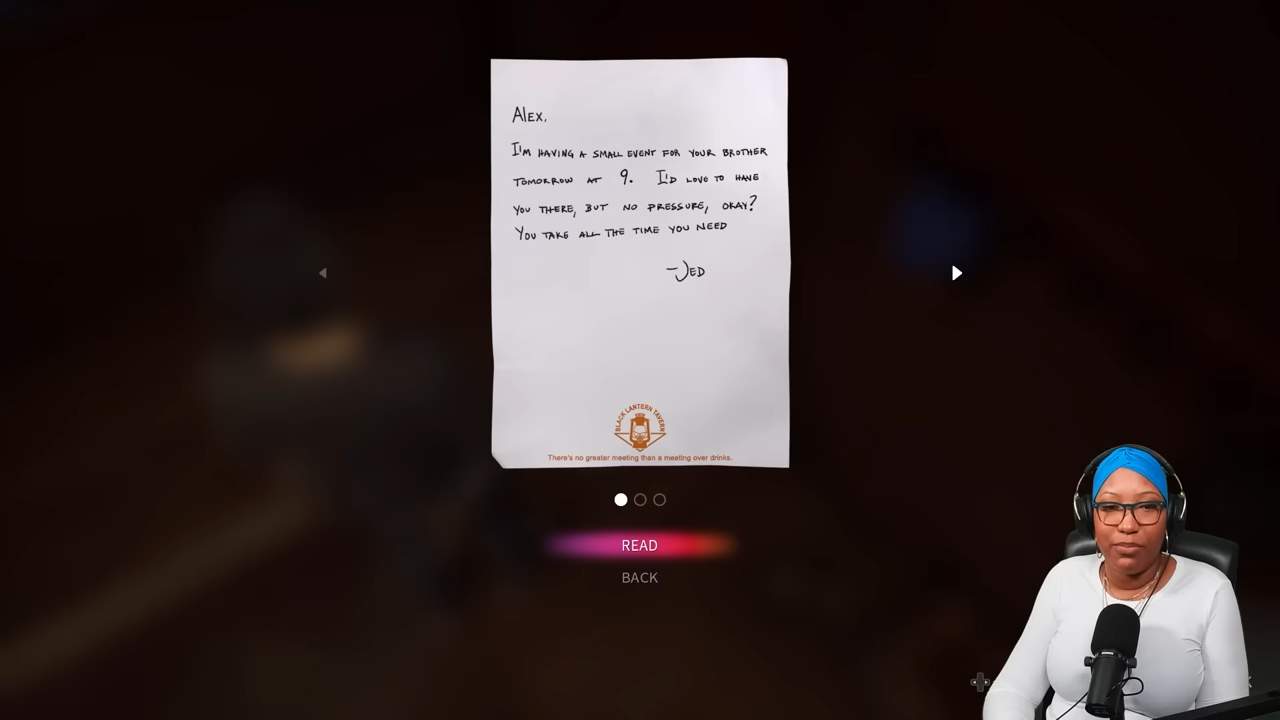 Alex,
I'm having a small event for your brother
tomorrow at 9. I'd love to have
you there, but no pressure, okay?
You take all the time you need
-Jed
BLACK LANTERN TAVERN
There's no greater meeting than a meeting over drinks.
READ
BACK